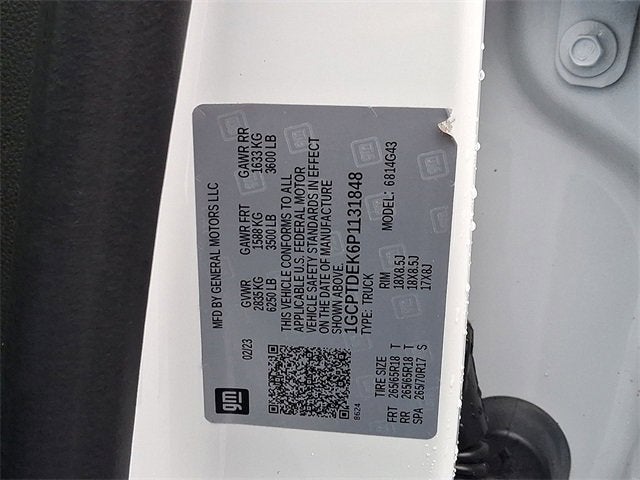 MFD BY GENERAL MOTORS LLC
02/23
GVWR GAWR FRT GAWR RR
2835 KG 1588 KG 1633 KG
6250 LB 3500 LB 3600 LB
THIS VEHICLE CONFORMS TO ALL
APPLICABLE U.S. FEDERAL MOTOR
VEHICLE SAFETY STANDARDS IN EFFECT
ON THE DATE OF MANUFACTURE
SHOWN ABOVE.
1GCPTDEK6P1131848
TYPE: TRUCK MODEL: 6814G43
gm
8624
TIRE SIZE RIM
FRT 265/65R18 T 18X8.5J
RR 265/65R18 T 18X8.5J
SPA 265/70R17 S 17X8J